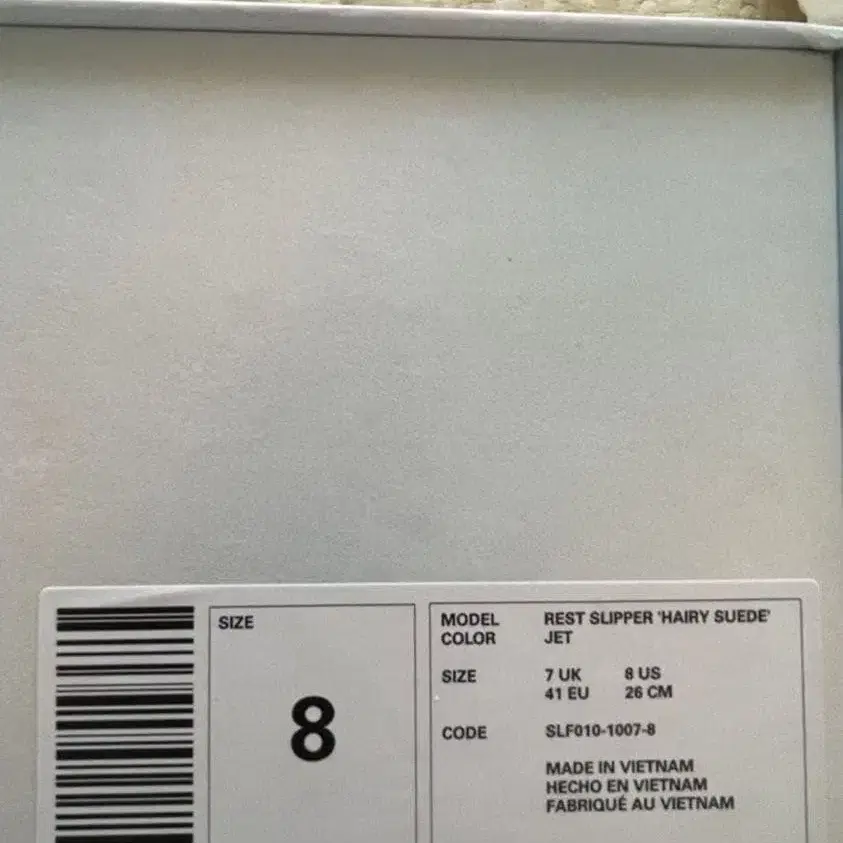 SIZE
8
MODEL REST SLIPPER 'HAIRY SUEDE'
COLOR JET
SIZE 7 UK 8 US
41 EU 26 CM
CODE SLF010-1007-8
MADE IN VIETNAM
HECHO EN VIETNAM
FABRIQUÉ AU VIETNAM